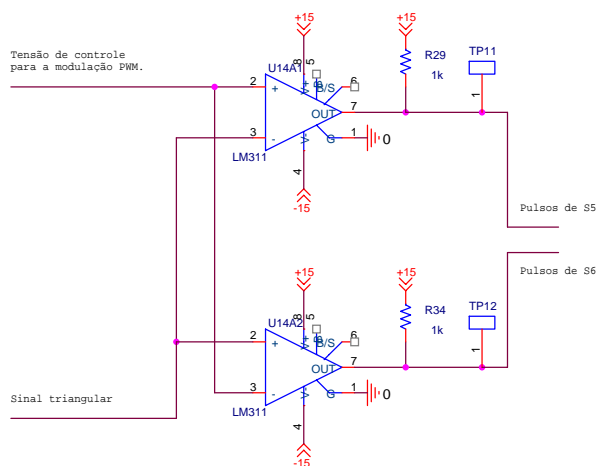 Tensão de controle
para a modulação PWM.
+15
+15
U14A1
8
5
6
R29
1k
TP11
V+
B
B/S
2
+
7
OUT
1
3
-
V-
G
1
0
LM311
4
-15
Pulsos de S5
Pulsos de S6
+15
+15
U14A2
8
5
6
R34
1k
TP12
V+
B
B/S
2
+
7
OUT
1
3
-
V-
G
1
0
Sinal triangular
LM311
4
-15